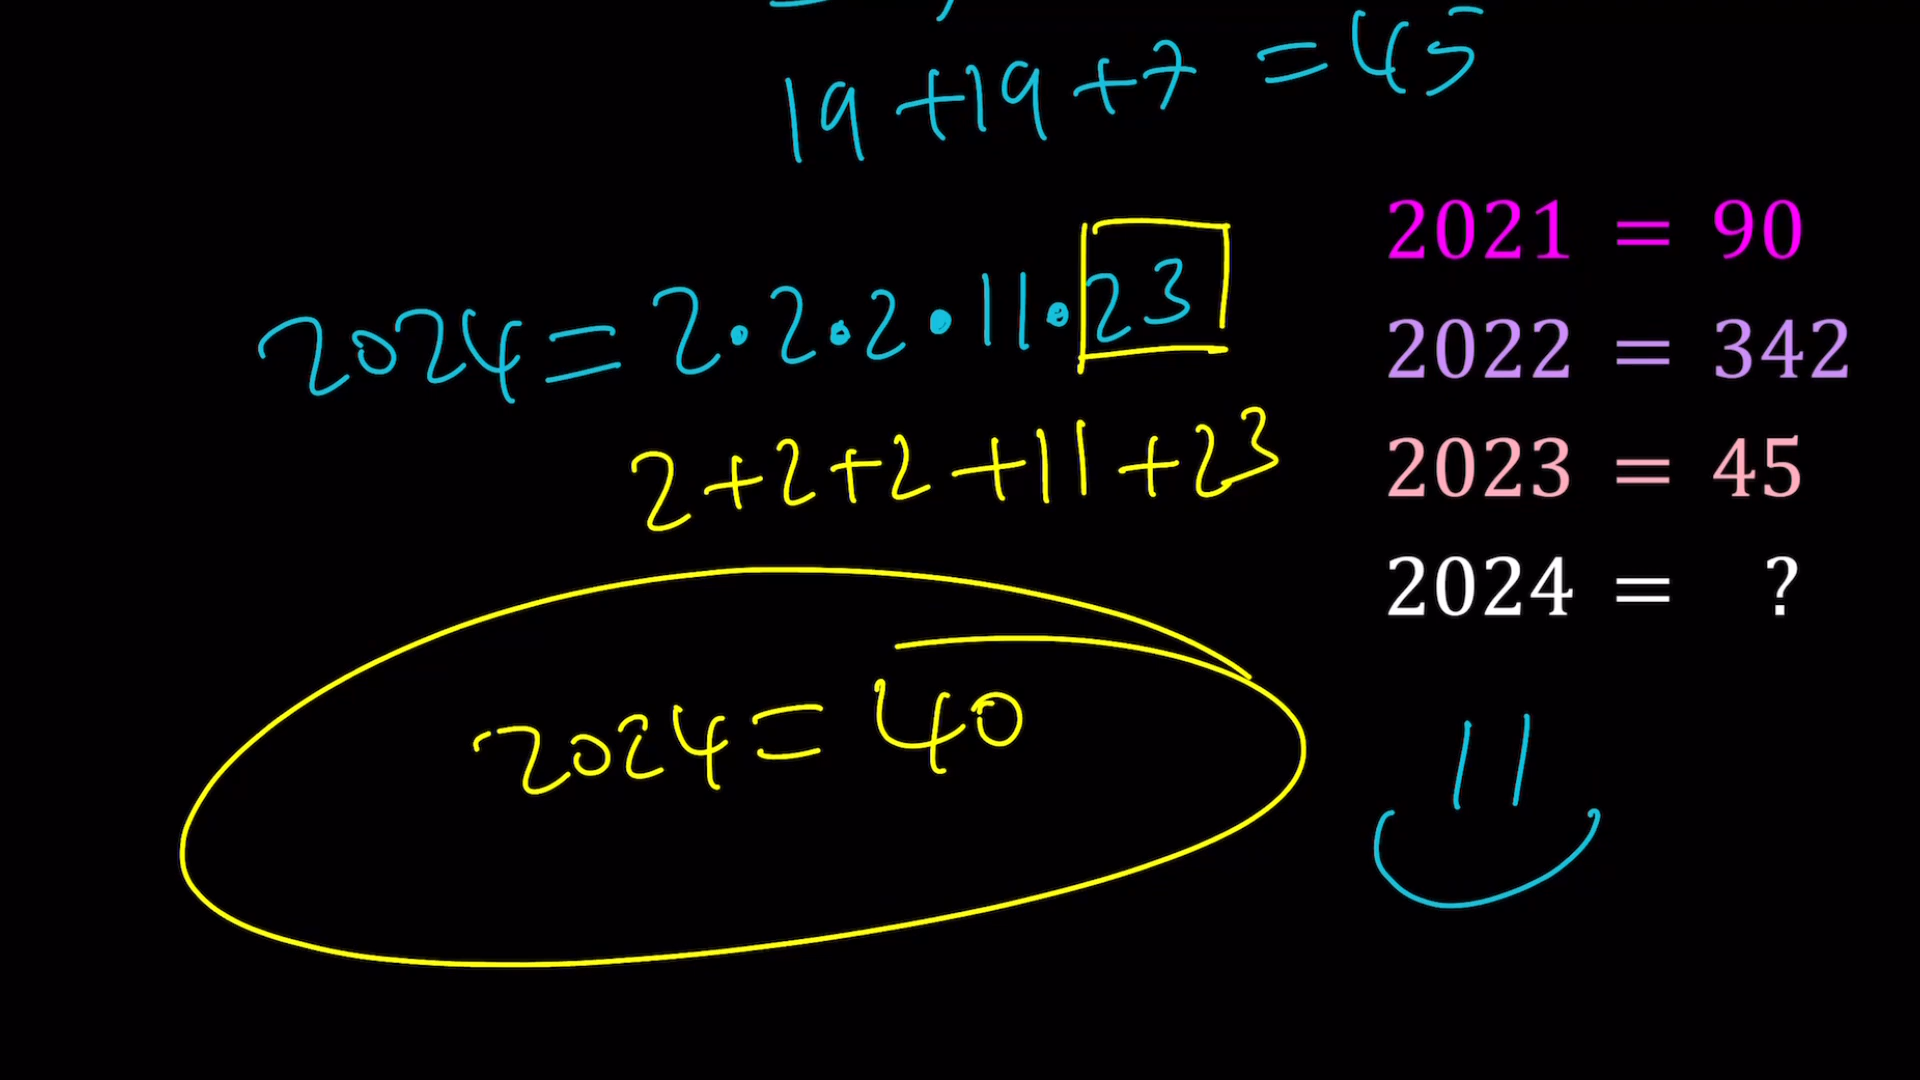 19 + 19 + 7 = 45
2021 = 90
2024 = 2 • 2 • 2 • 11 • 23
2022 = 342
2 + 2 + 2 + 11 + 23
2023 = 45
2024 = ?
2024 = 40